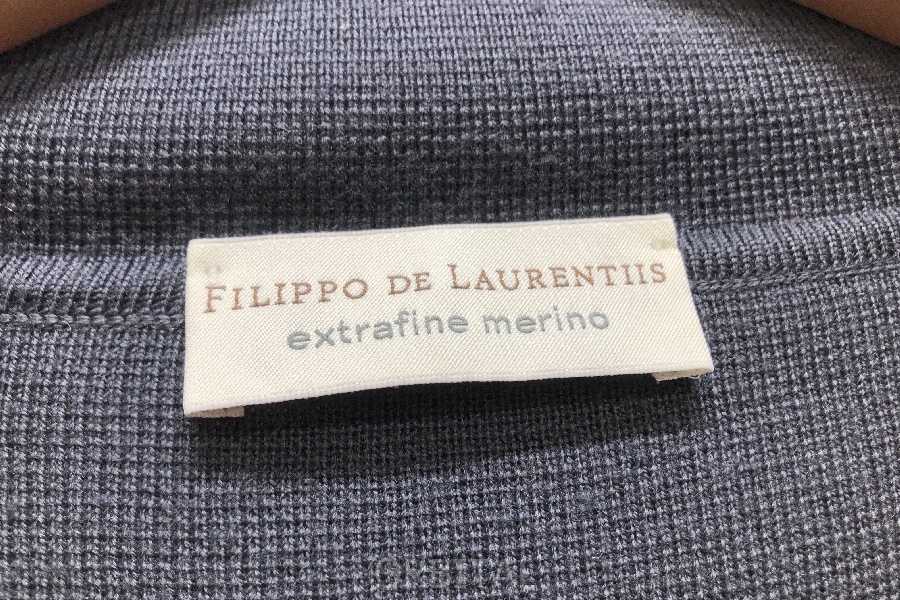 FILIPPO DE LAURENTIIS
extrafine merino